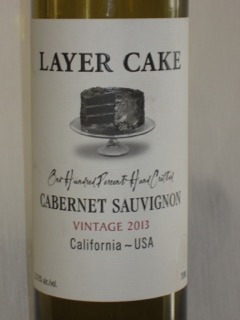 LAYER CAKE
One Hundred Percent Hand Crafted
CABERNET SAUVIGNON
VINTAGE 2013
California ~ USA